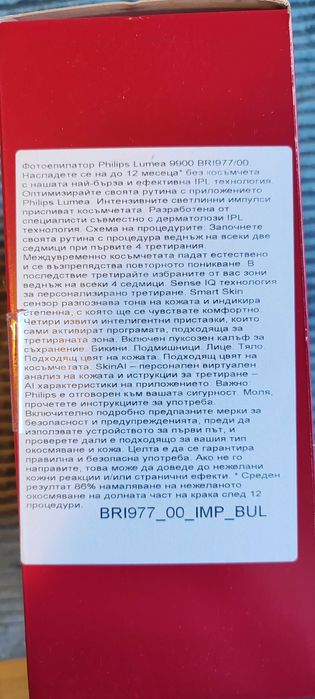 Фотоепилатор Philips Lumea 9900 BRI977/00.
Насладете се на до 12 месеца* без косъмчета
с нашата най-бърза и ефективна IPL технология.
Оптимизирайте своята рутина с приложението
Philips Lumea. Интензивните светлинни импулси
приспиват косъмчетата. Разработена от
специалисти съвместно с дерматолози IPL
технология. Схема на процедурите: Започнете
своята рутина с процедура веднъж на всеки две
седмици при първите 4 третирания.
Междувременно косъмчетата падат естествено
и се възпрепядства повторното поникване. В
последствие третирайте избраните от вас зони
веднъж на всеки 4 седмици. Sense IQ технология
за персонализирано третиране. Smart Skin
сензор разпознава тона на кожата и индикира
степенна, с която ще се чувствате комфортно.
Четири извити интелигентни приставки, които
сами активират програмата, подходяща за
третираната зона. Включен луксозен калъф за
съхранение. Бикини. Подмишници. Лице. Тяло.
Подходящ цвят на кожата. Подходящ цвят на
косъмчетата. SkinAI – персонален виртуален
анализ на кожата и иструкции за третиране –
AI характеристики на приложението. Важно
Philips е отговорен към вашата сигурност. Моля,
прочетете инструкциите за употреба.
Включително подробно предпазните мерки за
безопасност и предупрежденията, преди да
използвате устройството за първи път, и
проверете дали е подходящо за вашия тип
окосмяване и кожа. Целта е да се гарантира
правилна и безопасна употреба. Ако не го
направите, това може да доведе до нежелани
кожни реакции и/или странични ефекти. * Среден
резултат 86% намаляване на нежеланото
окосмяване на долната част на крака след 12
процедури.
BRI977_00_IMP_BUL